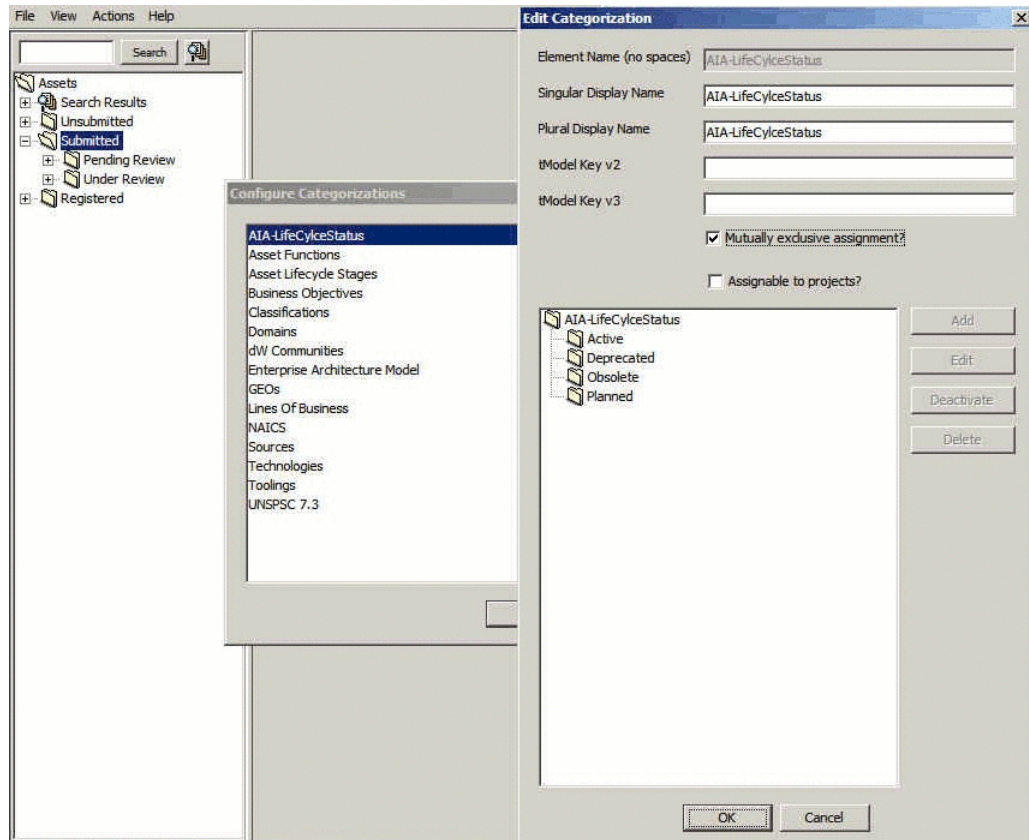 File View Actions Help
Search
Assets
Search Results
Unsubmitted
Submitted
Pending Review
Under Review
Registered
Configure Categorizations
AIA-LifeCylceStatus
Asset Functions
Asset Lifecycle Stages
Business Objectives
Classifications
Domains
dW Communities
Enterprise Architecture Model
GEOs
Lines Of Business
NAICS
Sources
Technologies
Toolings
UNSPSC 7.3
Edit Categorization
Element Name (no spaces) AIA-LifeCylceStatus
Singular Display Name AIA-LifeCylceStatus
Plural Display Name AIA-LifeCylceStatus
tModel Key v2
tModel Key v3
Mutually exclusive assignment?
Assignable to projects?
AIA-LifeCylceStatus
Active
Deprecated
Obsolete
Planned
Add
Edit
Deactivate
Delete
OK Cancel